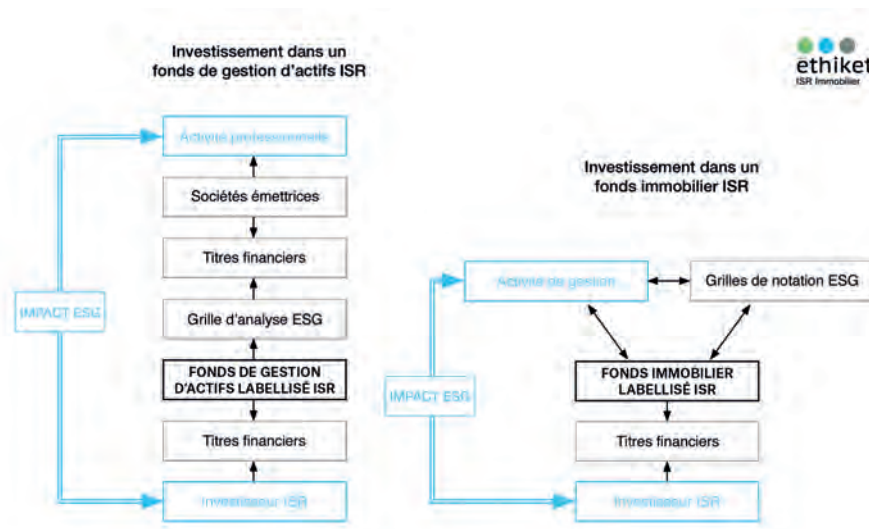 Investissement dans un
fonds de gestion d'actifs ISR
ethiket
ISR Immobilier
Activité professionnelle
Sociétés émettrices
Titres financiers
IMPACT ESG
Grille d'analyse ESG
FONDS DE GESTION
D'ACTIFS LABELLISÉ ISR
Titres financiers
Investisseur ISR
Investissement dans un
fonds immobilier ISR
Activité de gestion
Grilles de notation ESG
FONDS IMMOBILIER
LABELLISÉ ISR
IMPACT ESG
Titres financiers
Investisseur ISR